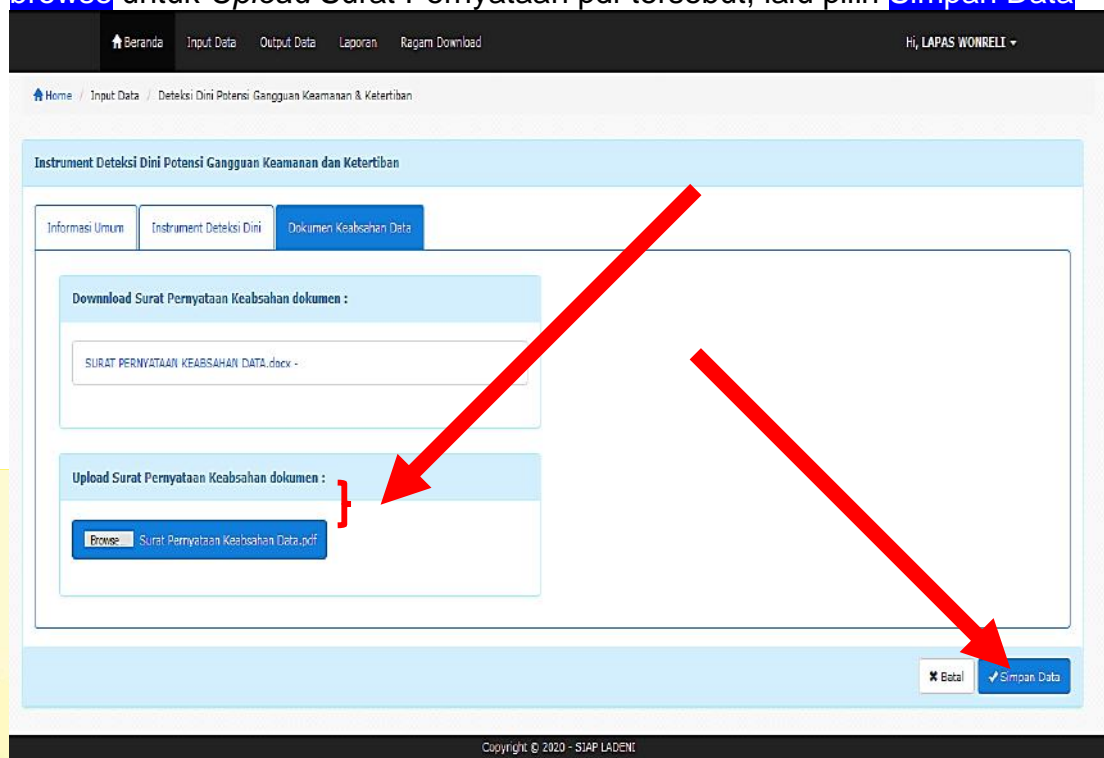 browse untuk Upload Surat Pernyataan pdf tersebut, lalu pilih Simpan Data
Beranda Input Data Output Data Laporan Ragam Download Hi, LAPAS WONRELI
Home / Input Data / Deteksi Dini Potensi Gangguan Keamanan & Ketertiban
Instrument Deteksi Dini Potensi Gangguan Keamanan dan Ketertiban
Informasi Umum Instrument Deteksi Dini Dokumen Keabsahan Data
Downnload Surat Pernyataan Keabsahan dokumen :
SURAT PERNYATAAN KEABSAHAN DATA.docx -
Upload Surat Pernyataan Keabsahan dokumen :
Browse... Surat Pernyataan Keabsahan Data.pdf
Batal Simpan Data
Copyright © 2020 - SIAP LADENI